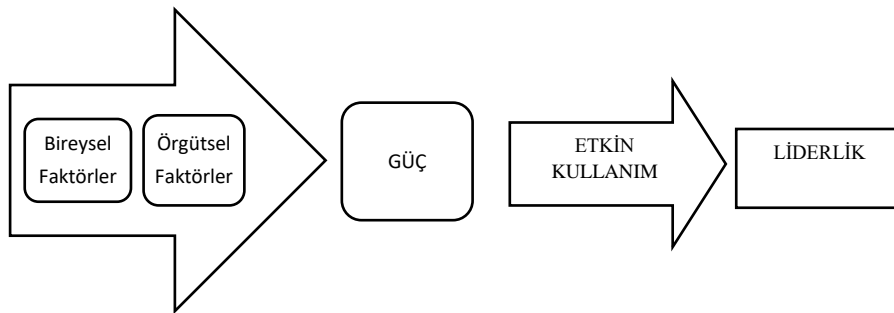 Bireysel
Faktörler
Örgütsel
Faktörler
GÜÇ
ETKİN
KULLANIM
LİDERLİK